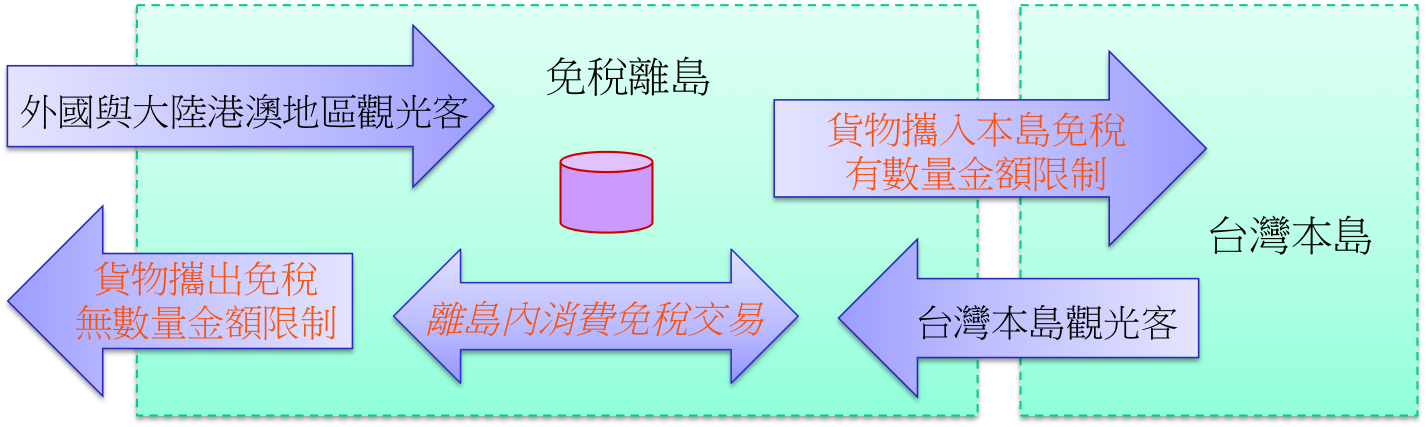 免稅離島
外國與大陸港澳地區觀光客
貨物攜入本島免稅
有數量金額限制
台灣本島
貨物攜出免稅
無數量金額限制
離島內消費免稅交易
台灣本島觀光客